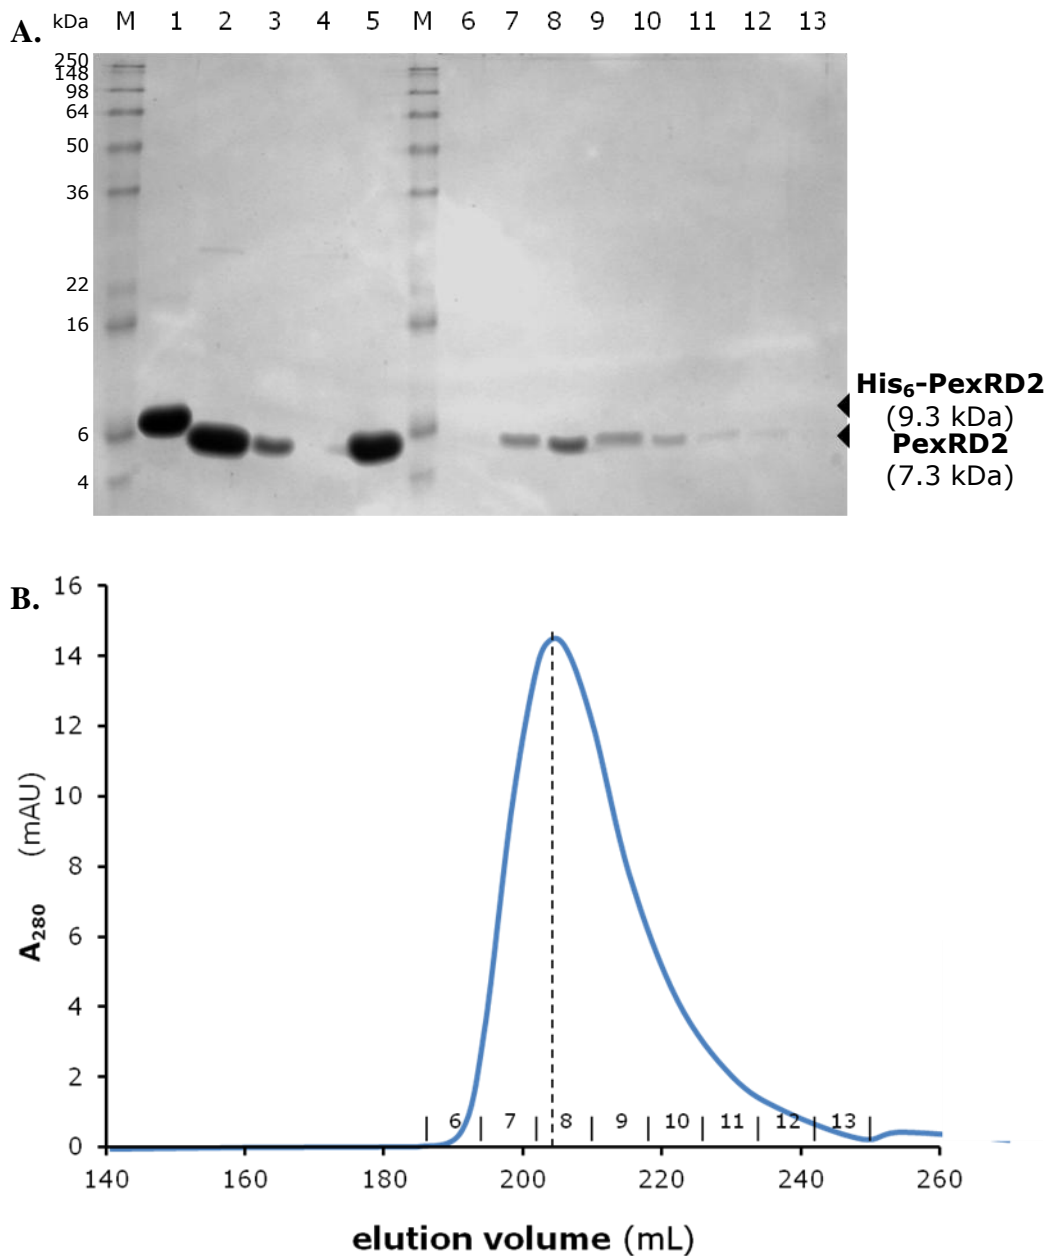 A.
kDa M 1 2 3 4 5 M 6 7 8 9 10 11 12 13
250
148
98
64
50
36
22
16
6
4
His₆-PexRD2
(9.3 kDa)
PexRD2
(7.3 kDa)
B.
16
14
12
10
8
6
4
2
0
A₂₈₀ (mAU)
6 7 8 9 10 11 12 13
140 160 180 200 220 240 260
elution volume (mL)